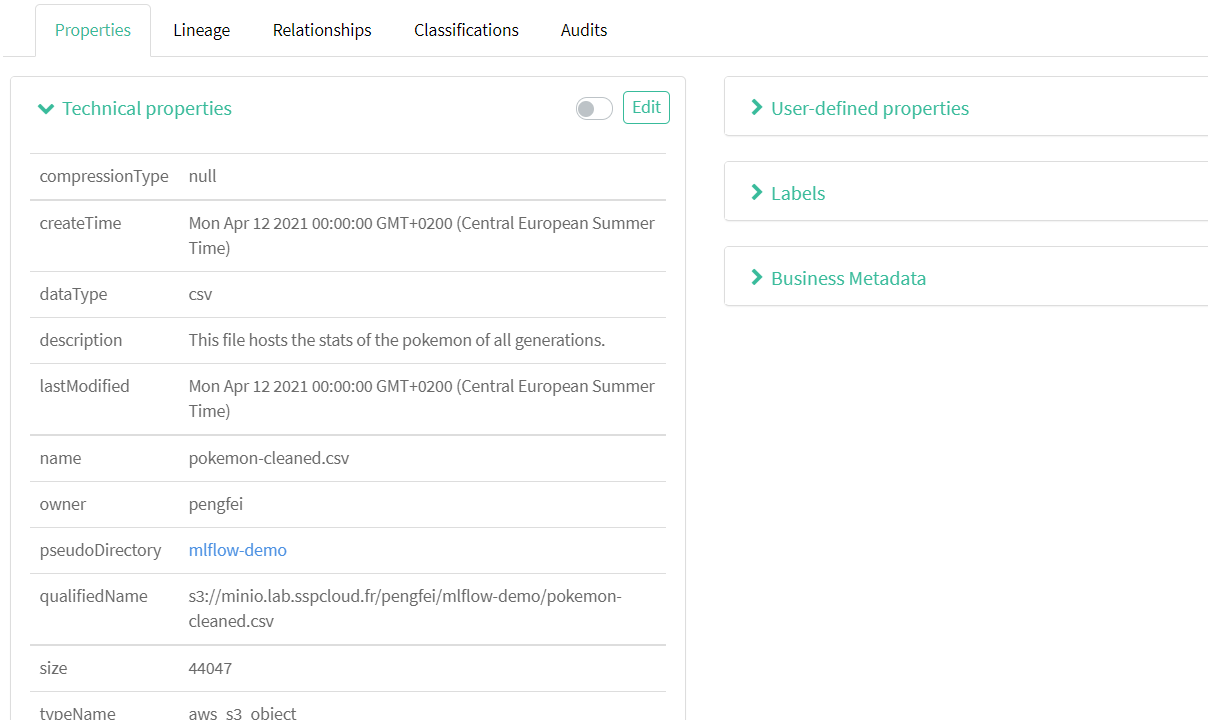 Properties Lineage Relationships Classifications Audits
Technical properties Edit
compressionType null
createTime Mon Apr 12 2021 00:00:00 GMT+0200 (Central European Summer
Time)
dataType csv
description This file hosts the stats of the pokemon of all generations.
lastModified Mon Apr 12 2021 00:00:00 GMT+0200 (Central European Summer
Time)
name pokemon-cleaned.csv
owner pengfei
pseudoDirectory mlflow-demo
qualifiedName s3://minio.lab.sspcloud.fr/pengfei/mlflow-demo/pokemon-
cleaned.csv
size 44047
typeName aws_s3_object
User-defined properties
Labels
Business Metadata